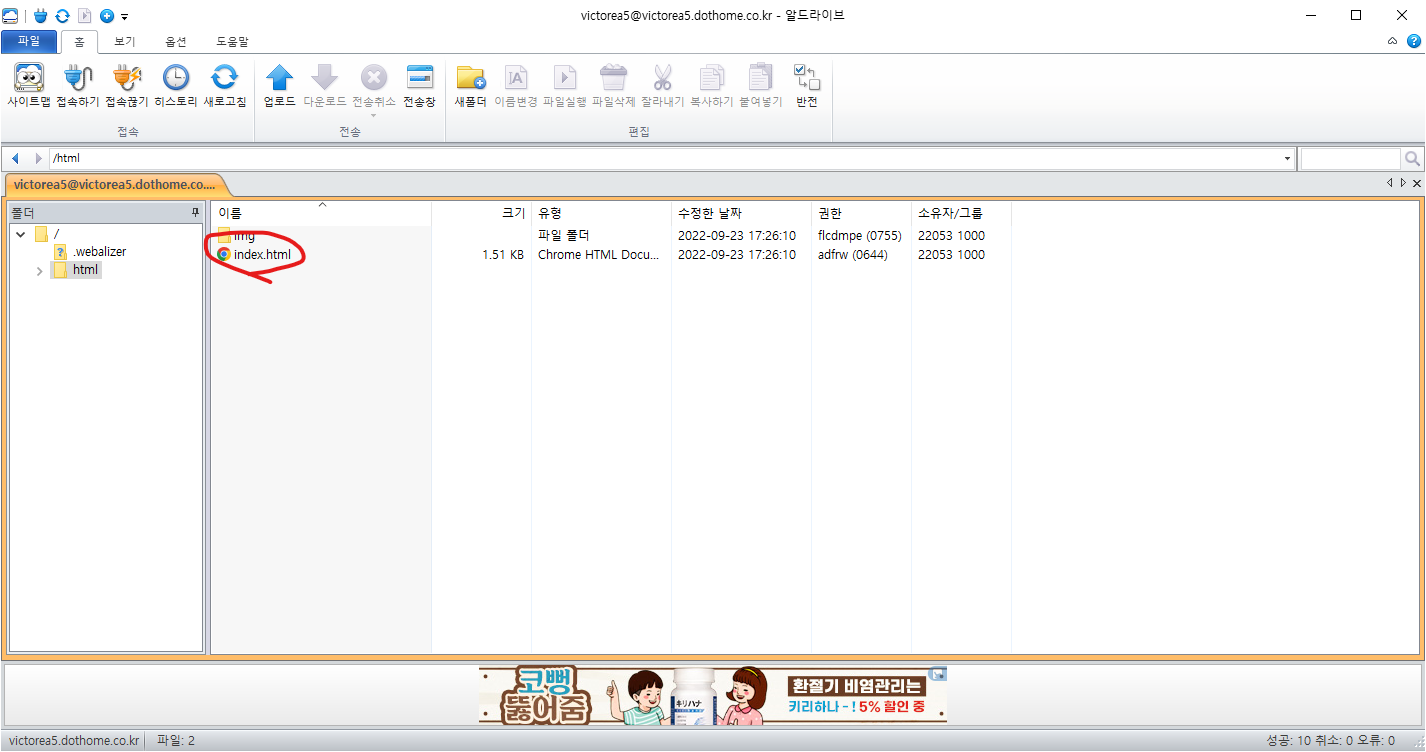 victorea5@victorea5.dothome.co.kr - 알드라이브
파일 홈 보기 옵션 도움말
사이트맵 접속하기 접속끊기 히스토리 새로고침 업로드 다운로드 전송취소 전송창 새폴더 이름변경 파일실행 파일삭제 잘라내기 복사하기 붙여넣기 반전
접속 전송 편집
/html
victorea5@victorea5.dothome.co....
폴더 이름 크기 유형 수정한 날짜 권한 소유자/그룹
/ img 파일 폴더 2022-09-23 17:26:10 flcdmpe (0755) 22053 1000
.webalizer index.html 1.51 KB Chrome HTML Docu... 2022-09-23 17:26:10 adfrw (0644) 22053 1000
html
코뻥
뚫어줌
キリハナ
환절기 비염관리는
키리하나 - ! 5% 할인 중
victorea5.dothome.co.kr 파일: 2 성공: 10 취소: 0 오류: 0